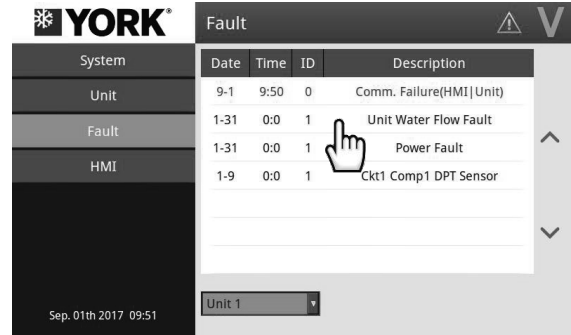 YORK®
Fault
V
System
Unit
Fault
HMI
Date Time ID Description
9-1 9:50 0 Comm. Failure(HMI|Unit)
1-31 0:0 1 Unit Water Flow Fault
1-31 0:0 1 Power Fault
1-9 0:0 1 Ckt1 Comp1 DPT Sensor
Unit 1
Sep. 01th 2017 09:51